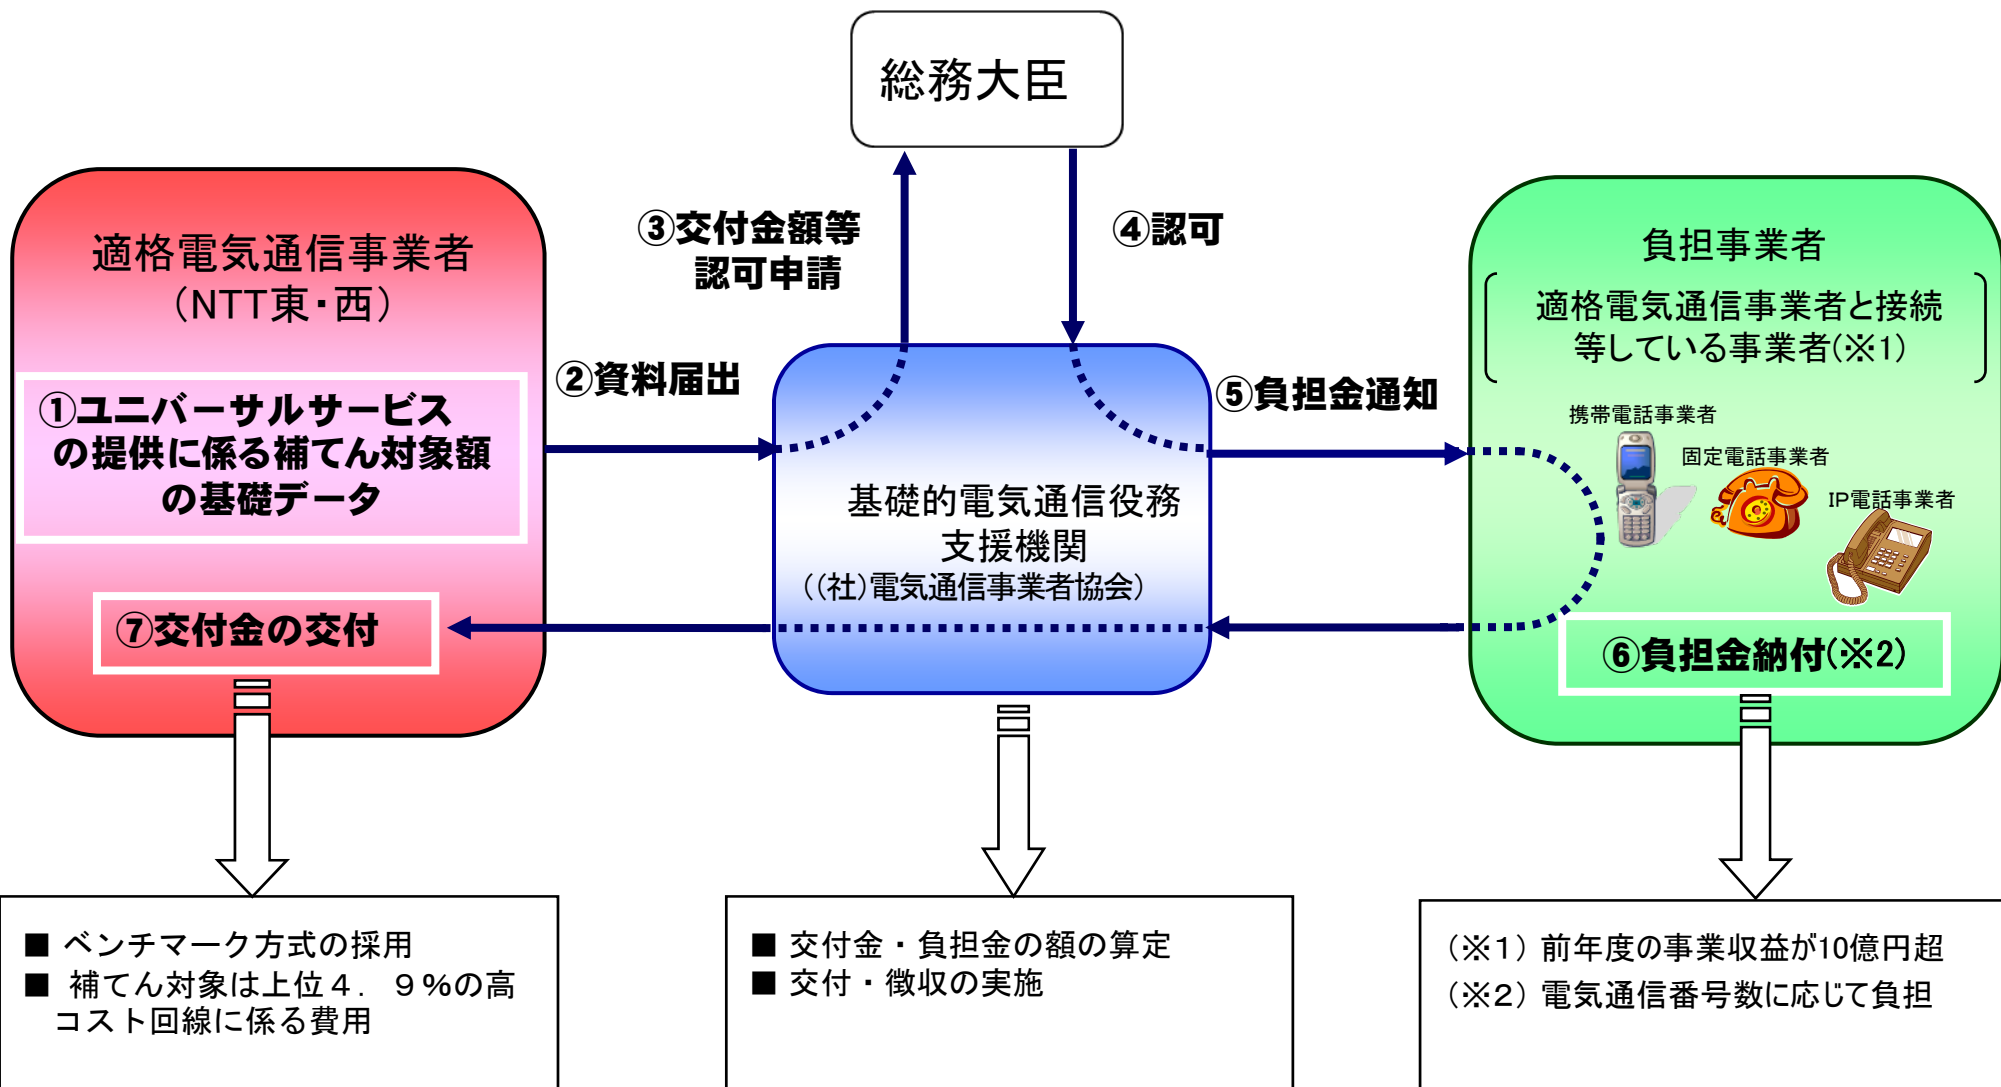 総務大臣
③交付金額等
認可申請
④認可
適格電気通信事業者
（NTT東・西）
①ユニバーサルサービス
の提供に係る補てん対象額
の基礎データ
⑦交付金の交付
②資料届出
基礎的電気通信役務
支援機関
（(社)電気通信事業者協会）
⑤負担金通知
負担事業者
適格電気通信事業者と接続
等している事業者(※1)
携帯電話事業者
固定電話事業者
IP電話事業者
⑥負担金納付(※2)
■ ベンチマーク方式の採用
■ 補てん対象は上位４．９％の高
コスト回線に係る費用
■ 交付金・負担金の額の算定
■ 交付・徴収の実施
（※１）前年度の事業収益が10億円超
（※２）電気通信番号数に応じて負担